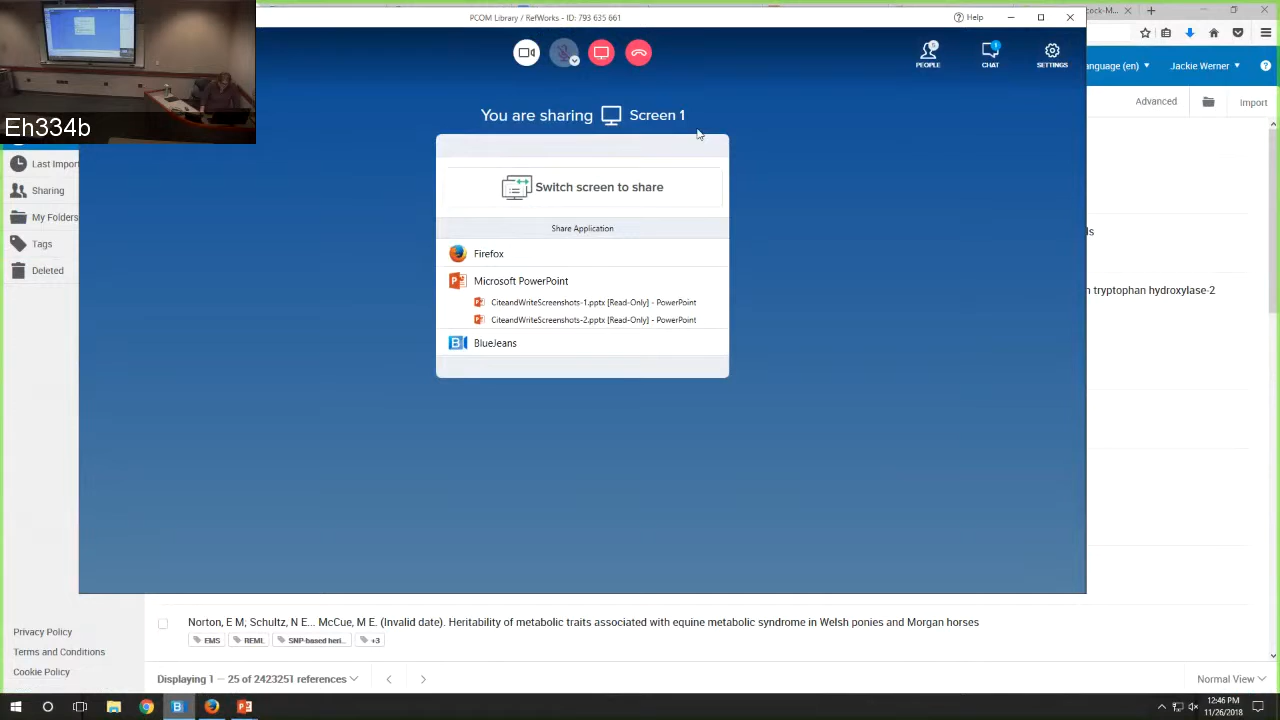 PCOM Library / RefWorks - ID: 793 635 661
Help
ock-M...
PEOPLE
CHAT
1
SETTINGS
nguage (en)
Jackie Werner
Advanced
Import
Eh334b
You are sharing Screen 1
Last Import
Sharing
My Folders
Tags
Deleted
Switch screen to share
Share Application
Firefox
Microsoft PowerPoint
CiteandWriteScreenshots-1.pptx [Read-Only] - PowerPoint
CiteandWriteScreenshots-2.pptx [Read-Only] - PowerPoint
BlueJeans
ls
n tryptophan hydroxylase-2
Norton, E M; Schultz, N E... McCue, M E. (Invalid date). Heritability of metabolic traits associated with equine metabolic syndrome in Welsh ponies and Morgan horses
EMS
REML
SNP-based heri...
+3
Privacy Policy
Terms and Conditions
Cookie Policy
Displaying 1 – 25 of 2423251 references
Normal View
12:46 PM
11/26/2018